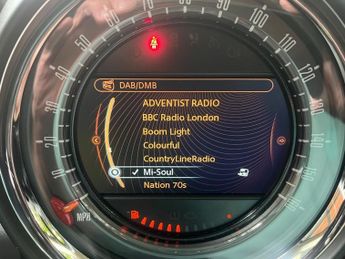 DAB/DMB
ADVENTIST RADIO
BBC Radio London
Boom Light
Colourful
CountryLineRadio
Mi-Soul
Nation 70s
MPH